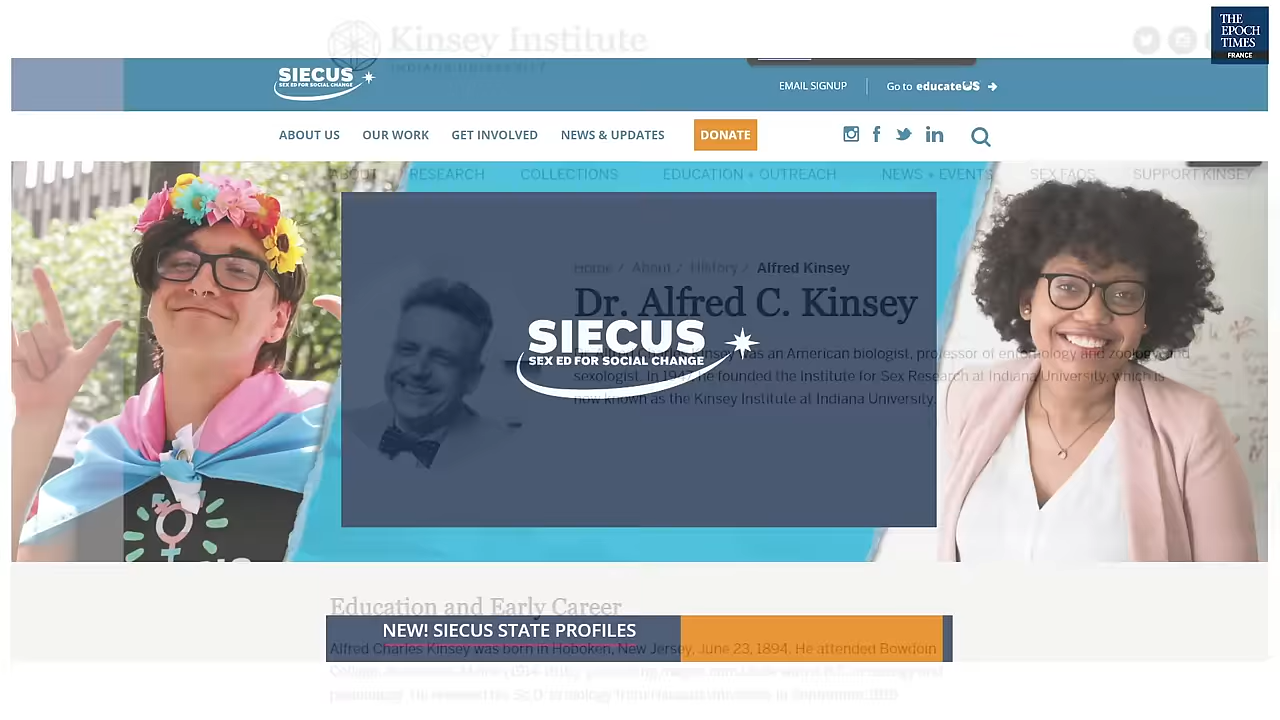 Kinsey Institute
INDIANA UNIVERSITY
THE
EPOCH
TIMES
FRANCE
SIECUS
SEX ED FOR SOCIAL CHANGE
EMAIL SIGNUP
Go to educateUS
ABOUT US OUR WORK GET INVOLVED NEWS & UPDATES DONATE
ABOUT RESEARCH COLLECTIONS EDUCATION + OUTREACH NEWS + EVENTS SEX FAQS SUPPORT KINSEY
Home / About / History / Alfred Kinsey
Dr. Alfred C. Kinsey
SIECUS
SEX ED FOR SOCIAL CHANGE
was an American biologist, professor of entomology and zoology, and
sexologist. In 1947, he founded the Institute for Sex Research at Indiana University, which is
now known as the Kinsey Institute at Indiana University.
Education and Early Career
NEW! SIECUS STATE PROFILES
Alfred Charles Kinsey was born in Hoboken, New Jersey, June 23, 1894. He attended Bowdoin